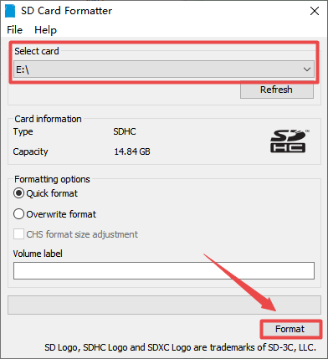 SD Card Formatter
File Help
Select card
E:\
Refresh
Card information
Type SDHC
Capacity 14.84 GB
SD
HC
Formatting options
Quick format
Overwrite format
CHS format size adjustment
Volume label
Format
SD Logo, SDHC Logo and SDXC Logo are trademarks of SD-3C, LLC.